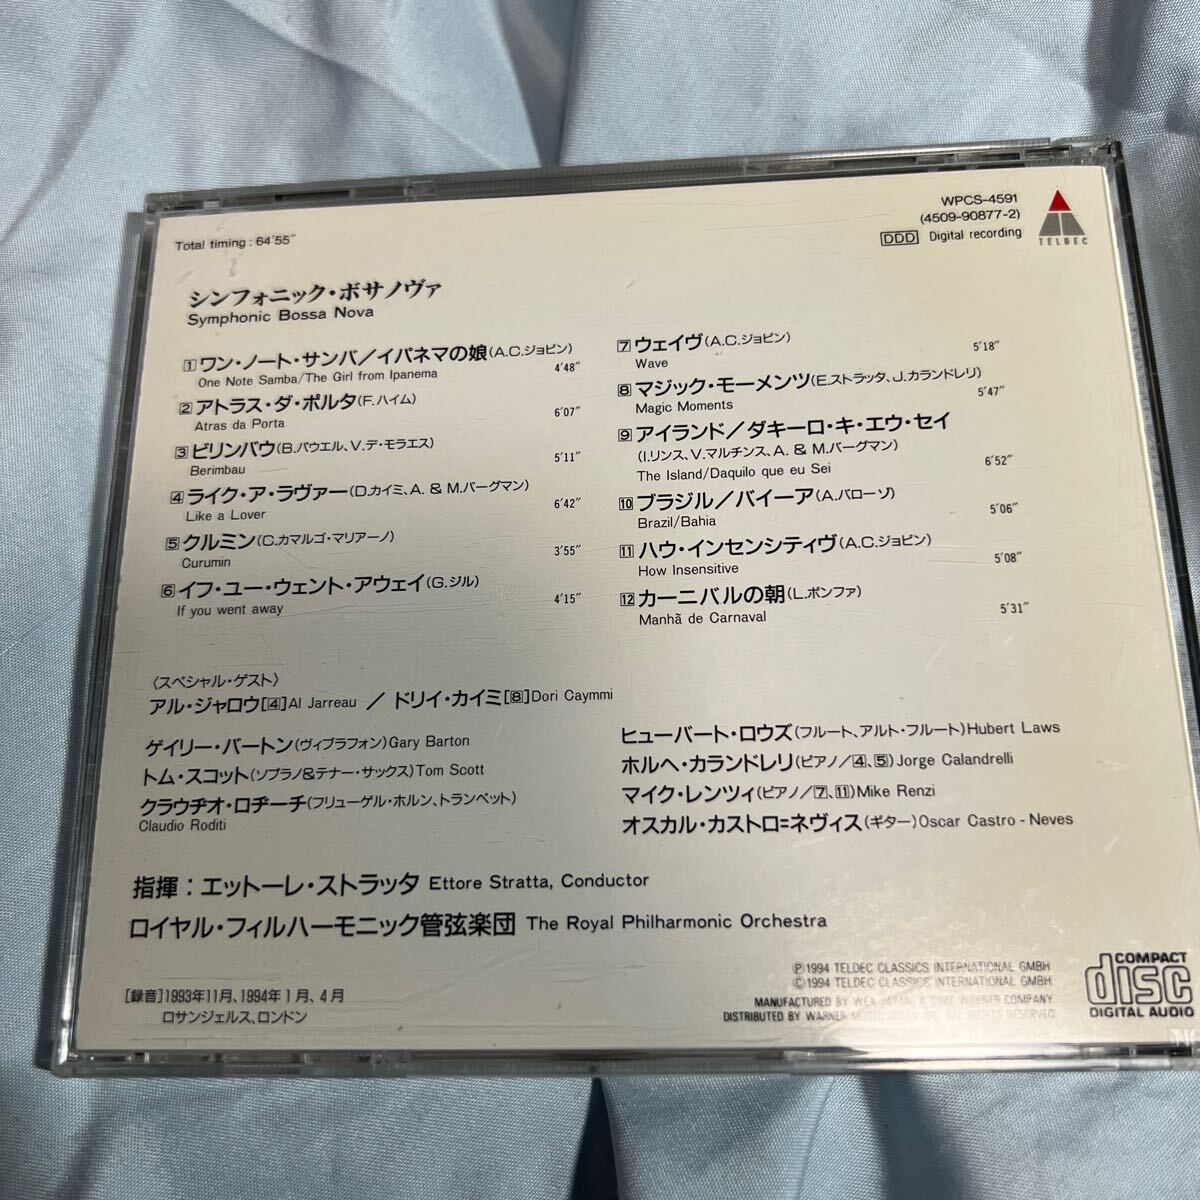 Total timing : 64'55"
WPCS-4591
(4509-90877-2)
DDD Digital recording
TELDEC
シンフォニック・ボサノヴァ
Symphonic Bossa Nova
1 ワン・ノート・サンバ/イパネマの娘(A.C.ジョビン)
One Note Samba/The Girl from Ipanema 4'48"
2 アトラス・ダ・ポルタ(F.ハイム)
Atras da Porta 6'07"
3 ビリンバウ(B.パウエル、V.デ・モラエス)
Berimbau 5'11"
4 ライク・ア・ラヴァー(D.カイミ、A. & M.バーグマン)
Like a Lover 6'42"
5 クルミン(C.カマルゴ・マリアーノ)
Curumin 3'55"
6 イフ・ユー・ウェント・アウェイ(G.ジル)
If you went away 4'15"
7 ウェイヴ(A.C.ジョビン)
Wave 5'18"
8 マジック・モーメンツ(E.ストラッタ、J.カランドレリ)
Magic Moments 5'47"
9 アイランド/ダキーロ・キ・エウ・セイ
(I.リンス、V.マルチンス、A. & M.バーグマン)
The Island/Daquilo que eu Sei 6'52"
10 ブラジル/バイーア(A.バローゾ)
Brazil/Bahia 5'06"
11 ハウ・インセンシティヴ(A.C.ジョビン)
How Insensitive 5'08"
12 カーニバルの朝(L.ボンファ)
Manhã de Carnaval 5'31"
〈スペシャル・ゲスト〉
アル・ジャロウ[4]Al Jarreau / ドリイ・カイミ[8]Dori Caymmi
ゲイリー・バートン(ヴィブラフォン)Gary Barton
トム・スコット(ソプラノ&テナー・サックス)Tom Scott
クラウヂオ・ロヂーチ(フリューゲル・ホルン、トランペット)
Claudio Roditi
ヒューバート・ロウズ(フルート、アルト・フルート)Hubert Laws
ホルヘ・カランドレリ(ピアノ/4、5)Jorge Calandrelli
マイク・レンツィ(ピアノ/7、11)Mike Renzi
オスカル・カストロ=ネヴィス(ギター)Oscar Castro-Neves
指揮:エットーレ・ストラッタ Ettore Stratta, Conductor
ロイヤル・フィルハーモニック管弦楽団 The Royal Philharmonic Orchestra
[録音]1993年11月、1994年1月、4月
ロサンジェルス、ロンドン
Ⓟ1994 TELDEC CLASSICS INTERNATIONAL GMBH
©1994 TELDEC CLASSICS INTERNATIONAL GMBH
MANUFACTURED BY WEA JAPAN, A TIME WARNER COMPANY.
DISTRIBUTED BY WARNER MUSIC JAPAN INC. ALL RIGHTS RESERVED.
COMPACT
disc
DIGITAL AUDIO